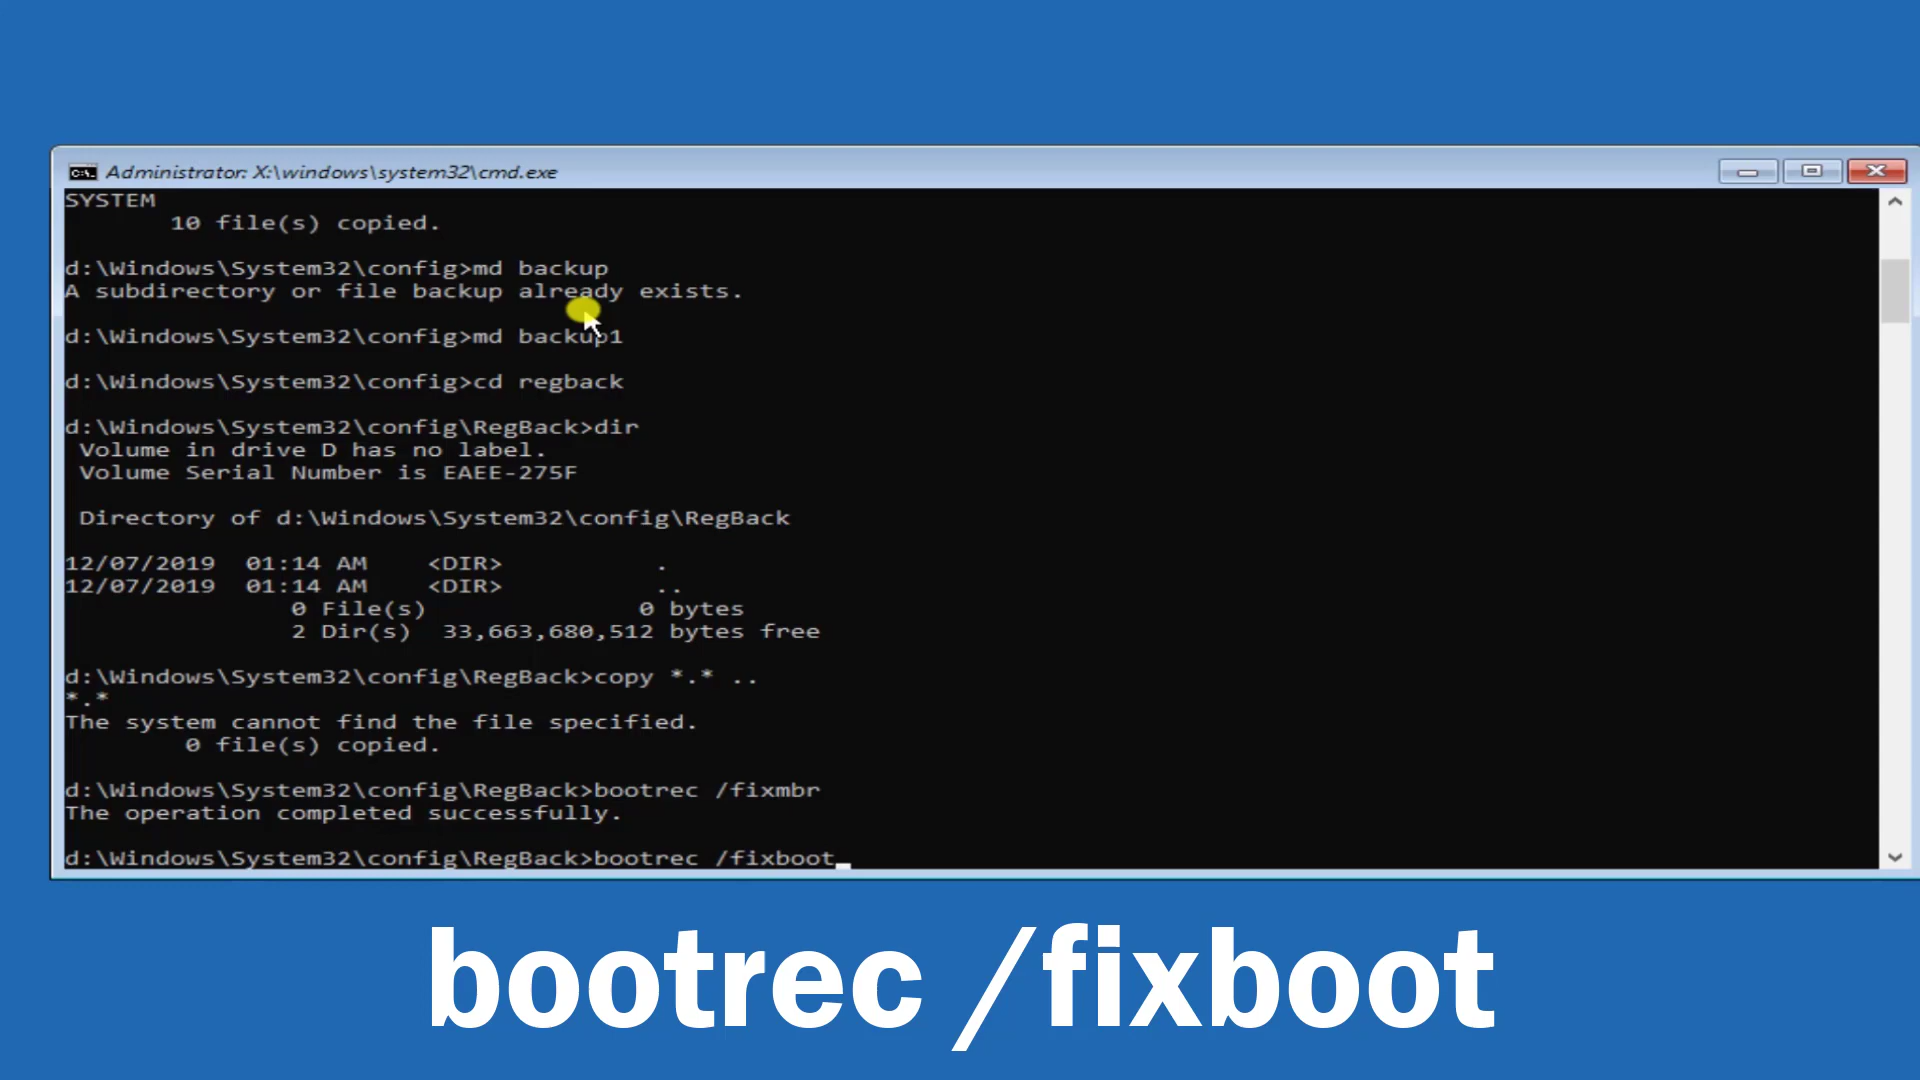 Administrator: X:\windows\system32\cmd.exe
SYSTEM
10 file(s) copied.
d:\Windows\System32\config>md backup
A subdirectory or file backup already exists.
d:\Windows\System32\config>md backup1
d:\Windows\System32\config>cd regback
d:\Windows\System32\config\RegBack>dir
Volume in drive D has no label.
Volume Serial Number is EAEE-275F
Directory of d:\Windows\System32\config\RegBack
12/07/2019 01:14 AM <DIR> .
12/07/2019 01:14 AM <DIR> ..
0 File(s) 0 bytes
2 Dir(s) 33,663,680,512 bytes free
d:\Windows\System32\config\RegBack>copy *.* ..
*.*
The system cannot find the file specified.
0 file(s) copied.
d:\Windows\System32\config\RegBack>bootrec /fixmbr
The operation completed successfully.
d:\Windows\System32\config\RegBack>bootrec /fixboot
bootrec /fixboot